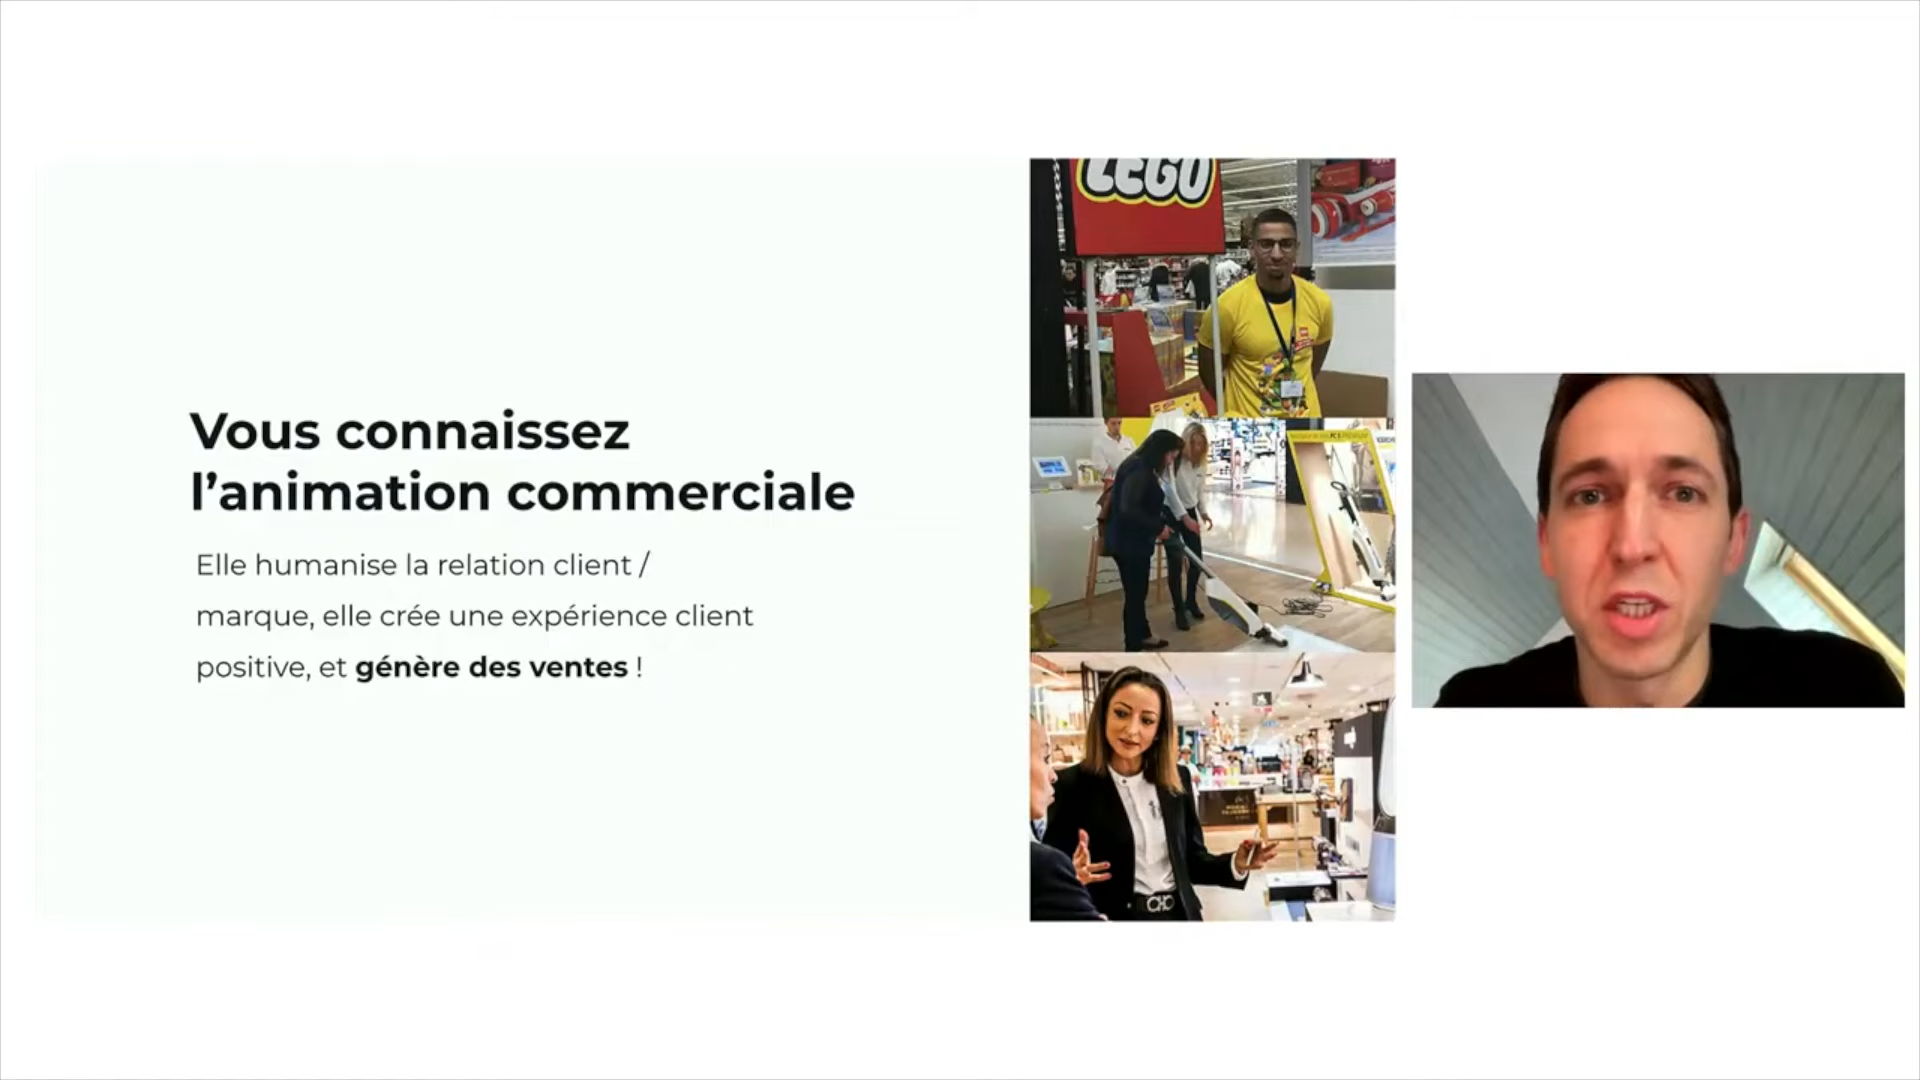 Vous connaissez
l’animation commerciale
Elle humanise la relation client /
marque, elle crée une expérience client
positive, et génère des ventes !
LEGO